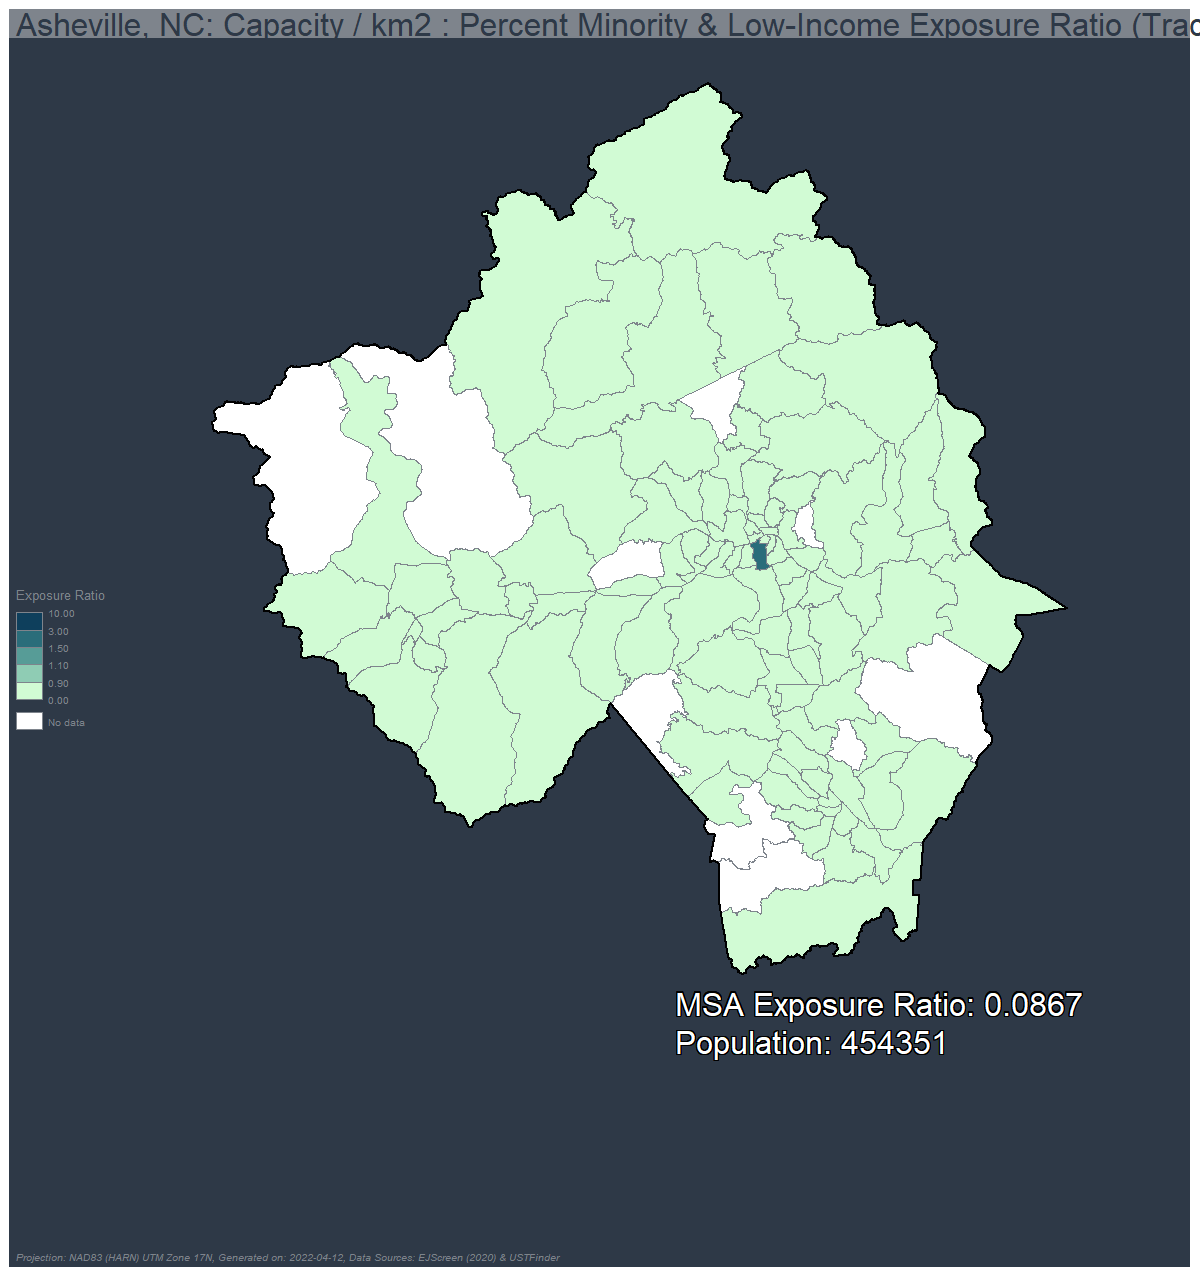 Asheville, NC: Capacity / km2 : Percent Minority & Low-Income Exposure Ratio (Trac
Exposure Ratio
10.00
3.00
1.50
1.10
0.90
0.00
No data
MSA Exposure Ratio: 0.0867
Population: 454351
Projection: NAD83 (HARN) UTM Zone 17N, Generated on: 2022-04-12, Data Sources: EJScreen (2020) & USTFinder